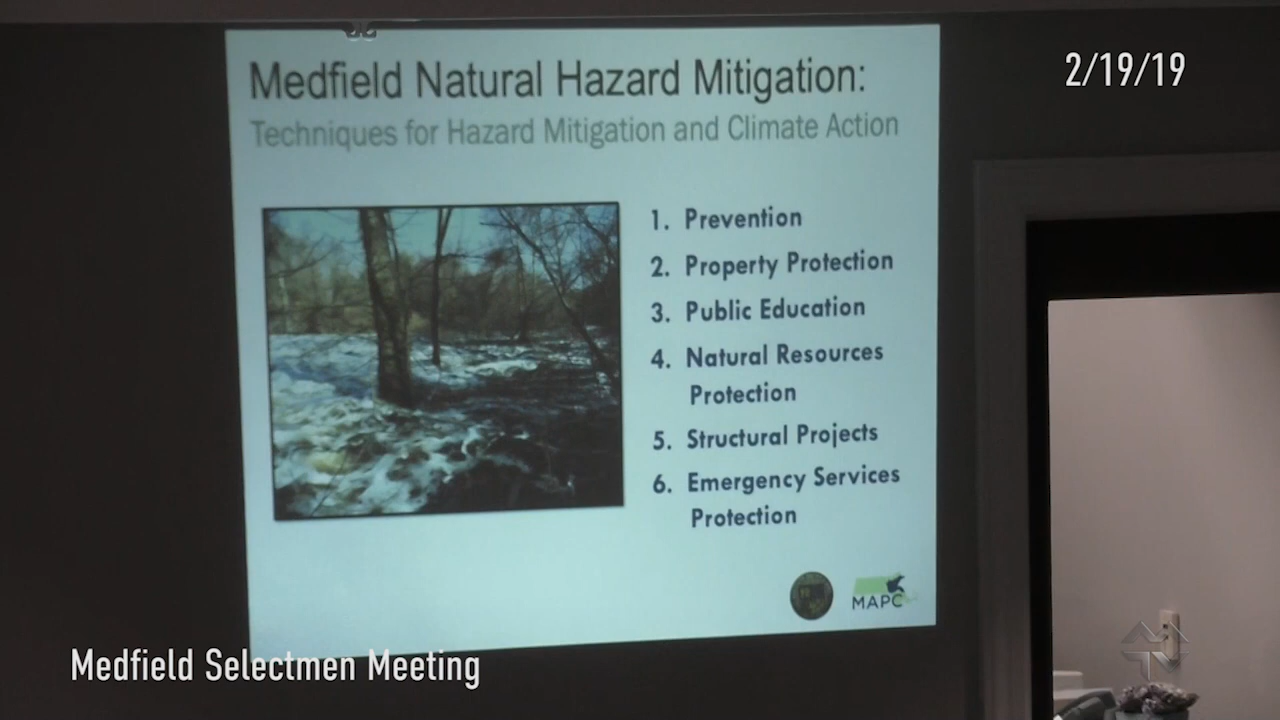 2/19/19
Medfield Natural Hazard Mitigation:
Techniques for Hazard Mitigation and Climate Action
1. Prevention
2. Property Protection
3. Public Education
4. Natural Resources
Protection
5. Structural Projects
6. Emergency Services
Protection
MAPC
Medfield Selectmen Meeting